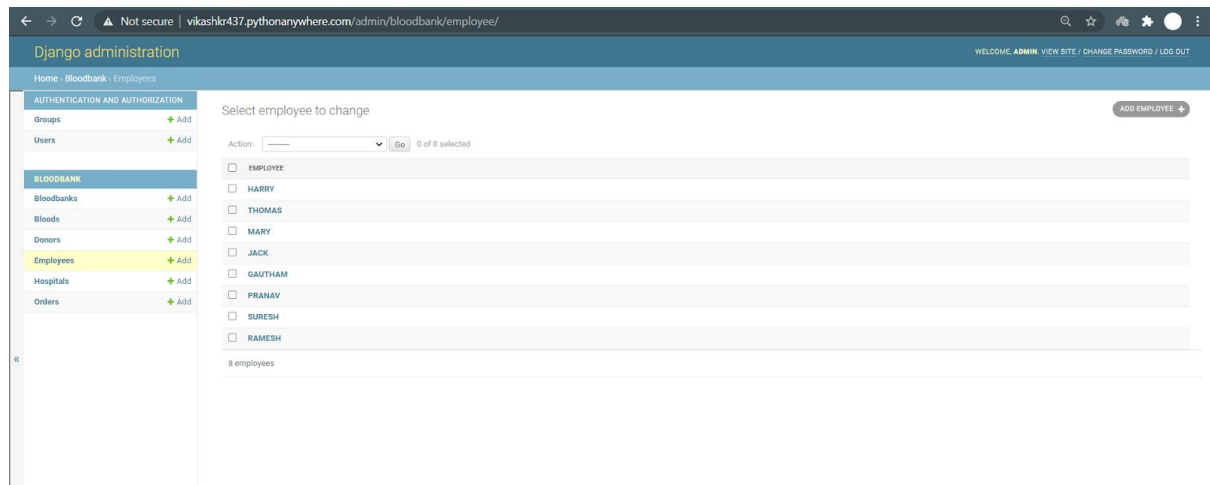 Not secure | vikashkr437.pythonanywhere.com/admin/bloodbank/employee/
Django administration
WELCOME, ADMIN. VIEW SITE / CHANGE PASSWORD / LOG OUT
Home › Bloodbank › Employees
AUTHENTICATION AND AUTHORIZATION
Groups + Add
Users + Add
BLOODBANK
Bloodbanks + Add
Bloods + Add
Donors + Add
Employees + Add
Hospitals + Add
Orders + Add
«
Select employee to change
ADD EMPLOYEE +
Action: --------- Go 0 of 8 selected
EMPLOYEE
HARRY
THOMAS
MARY
JACK
GAUTHAM
PRANAV
SURESH
RAMESH
8 employees